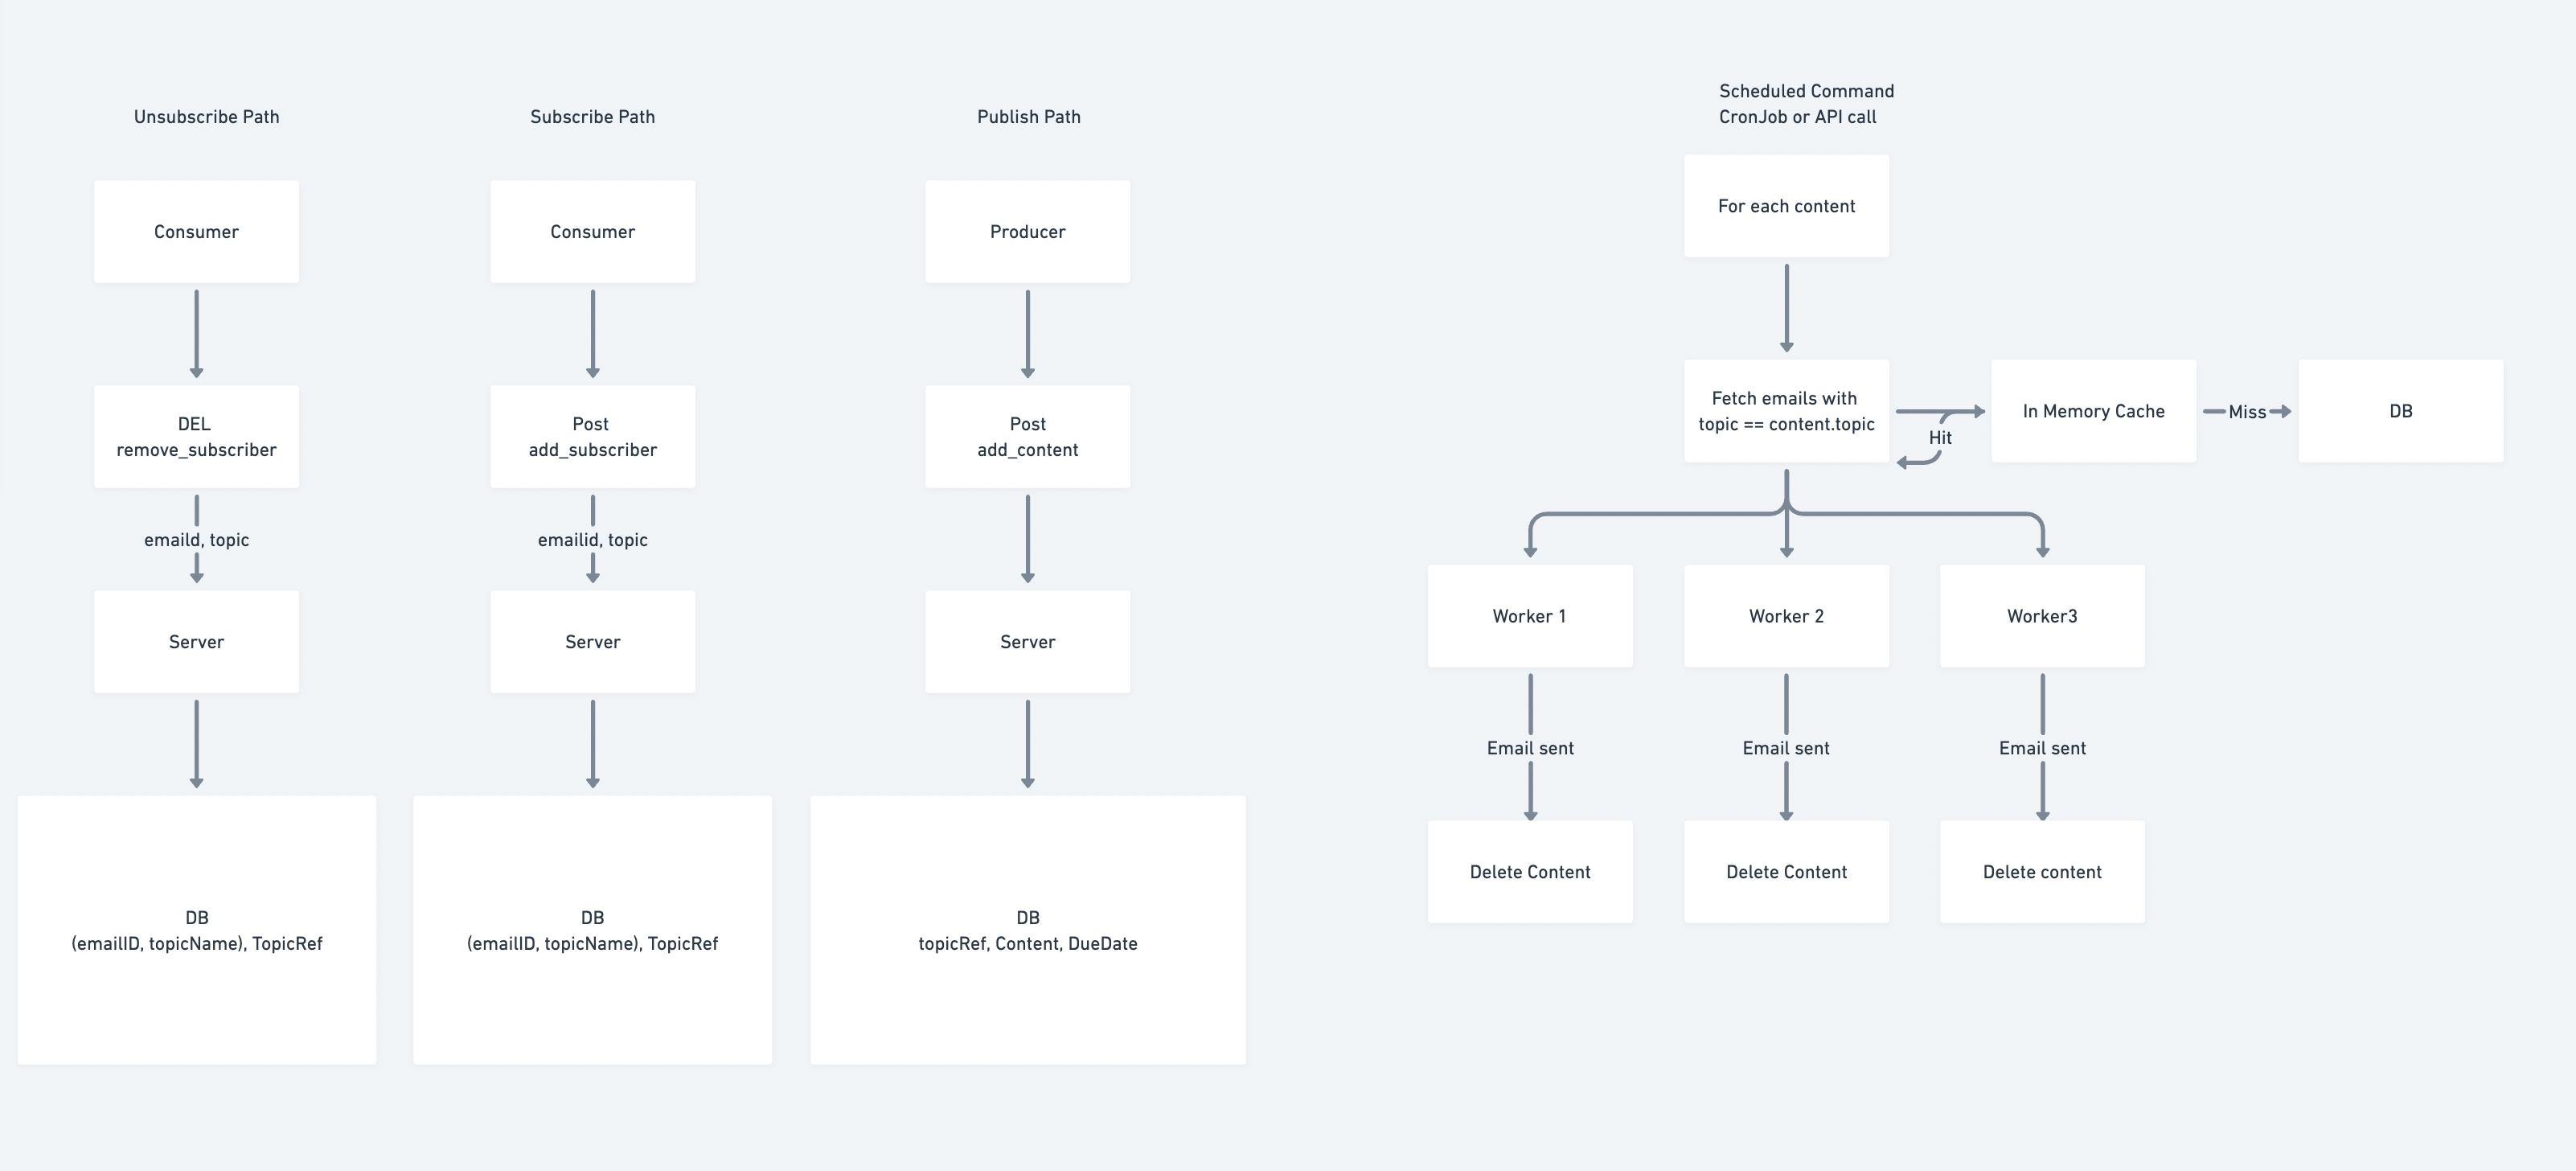 Unsubscribe Path
Consumer
DEL
remove_subscriber
emaild, topic
Server
DB
(emailID, topicName), TopicRef
Subscribe Path
Consumer
Post
add_subscriber
emailid, topic
Server
DB
(emailID, topicName), TopicRef
Publish Path
Producer
Post
add_content
Server
DB
topicRef, Content, DueDate
Scheduled Command
CronJob or API call
For each content
Fetch emails with
topic == content.topic
Hit
In Memory Cache
Miss
DB
Worker 1
Email sent
Delete Content
Worker 2
Email sent
Delete Content
Worker3
Email sent
Delete content